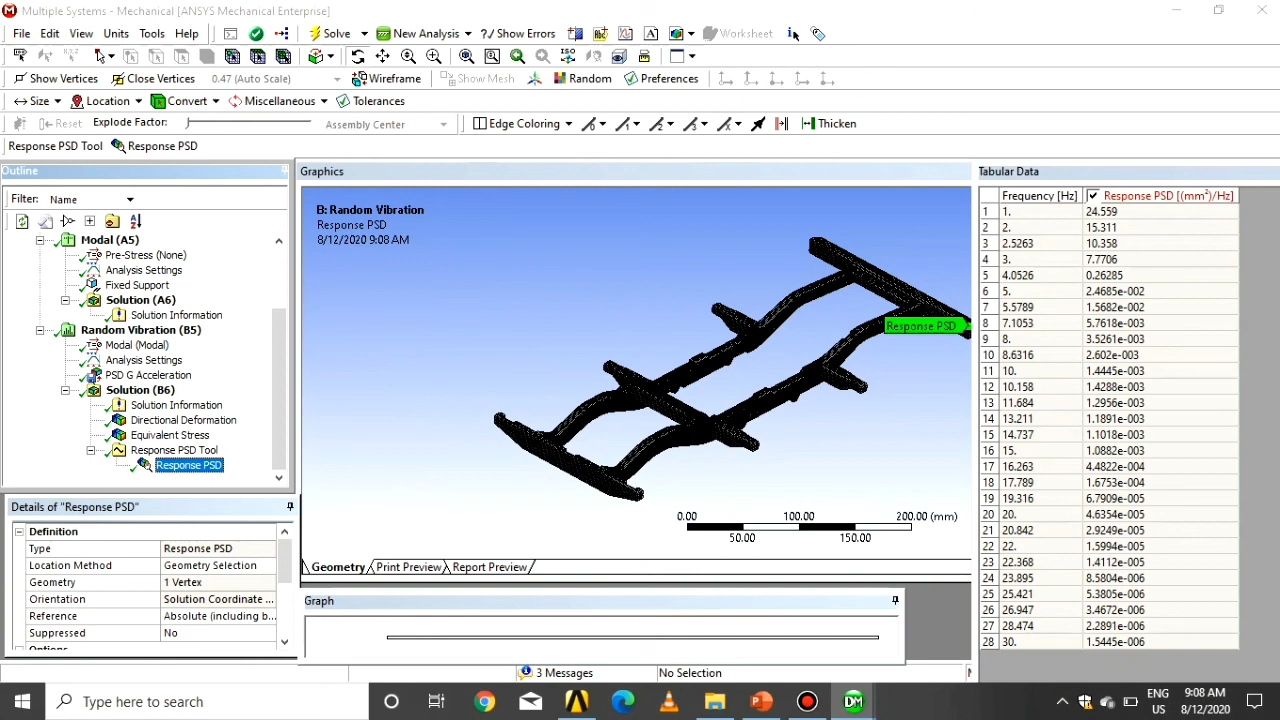 Multiple Systems - Mechanical [ANSYS Mechanical Enterprise]
File Edit View Units Tools Help Solve New Analysis ?/ Show Errors Worksheet
Show Vertices Close Vertices 0.47 (Auto Scale) Wireframe Show Mesh Random Preferences
Size Location Convert Miscellaneous Tolerances
Reset Explode Factor: Assembly Center Edge Coloring Thicken
Response PSD Tool Response PSD
Outline
Filter: Name
Modal (A5)
Pre-Stress (None)
Analysis Settings
Fixed Support
Solution (A6)
Solution Information
Random Vibration (B5)
Modal (Modal)
Analysis Settings
PSD G Acceleration
Solution (B6)
Solution Information
Directional Deformation
Equivalent Stress
Response PSD Tool
Response PSD
Details of "Response PSD"
Definition
Type Response PSD
Location Method Geometry Selection
Geometry 1 Vertex
Orientation Solution Coordinate ...
Reference Absolute (including b...
Suppressed No
Options
Graphics
B: Random Vibration
Response PSD
8/12/2020 9:08 AM
Response PSD
0.00 100.00 200.00 (mm)
50.00 150.00
Geometry Print Preview Report Preview
Graph
Tabular Data
Frequency [Hz] Response PSD [(mm²)/Hz]
1 1. 24.559
2 2. 15.311
3 2.5263 10.358
4 3. 7.7706
5 4.0526 0.26285
6 5. 2.4685e-002
7 5.5789 1.5682e-002
8 7.1053 5.7618e-003
9 8. 3.5261e-003
10 8.6316 2.602e-003
11 10. 1.4445e-003
12 10.158 1.4288e-003
13 11.684 1.2956e-003
14 13.211 1.1891e-003
15 14.737 1.1018e-003
16 15. 1.0882e-003
17 16.263 4.4822e-004
18 17.789 1.6753e-004
19 19.316 6.7909e-005
20 20. 4.6354e-005
21 20.842 2.9249e-005
22 22. 1.5994e-005
23 22.368 1.4112e-005
24 23.895 8.5804e-006
25 25.421 5.3805e-006
26 26.947 3.4672e-006
27 28.474 2.2891e-006
28 30. 1.5445e-006
3 Messages No Selection
Type here to search
DM
ENG
US
9:08 AM
8/12/2020